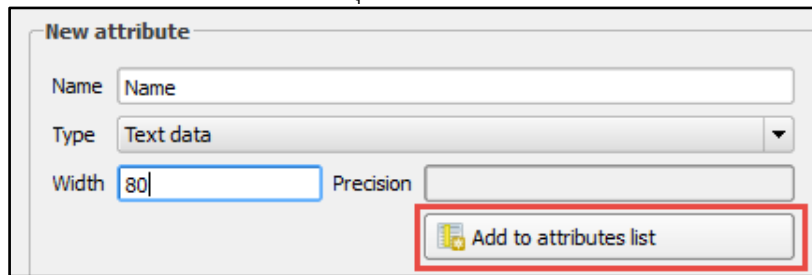 New attribute
Name Name
Type Text data
Width 80 Precision
Add to attributes list